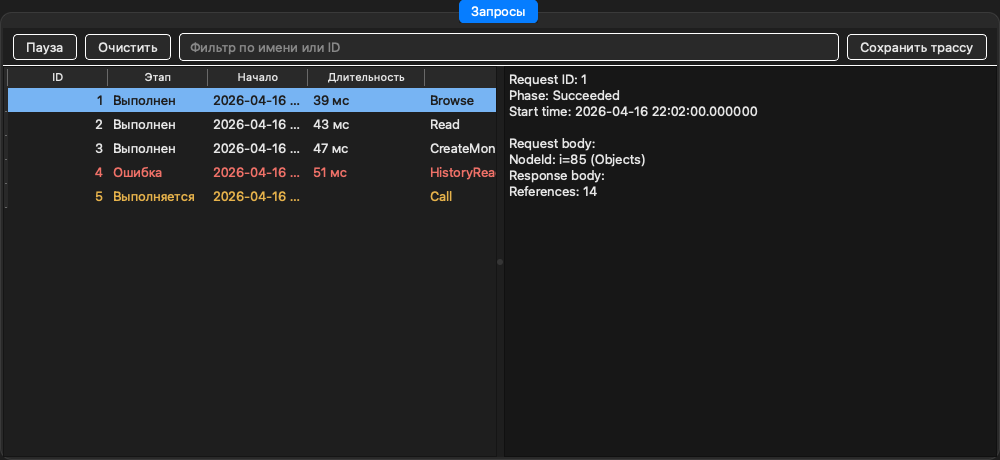 Запросы
Пауза Очистить Фильтр по имени или ID Сохранить трассу
ID Этап Начало Длительность
1 Выполнен 2026-04-16 ... 39 мс Browse
2 Выполнен 2026-04-16 ... 43 мс Read
3 Выполнен 2026-04-16 ... 47 мс CreateMon
4 Ошибка 2026-04-16 ... 51 мс HistoryRea
5 Выполняется 2026-04-16 ... Call
Request ID: 1
Phase: Succeeded
Start time: 2026-04-16 22:02:00.000000
Request body:
NodeId: i=85 (Objects)
Response body:
References: 14